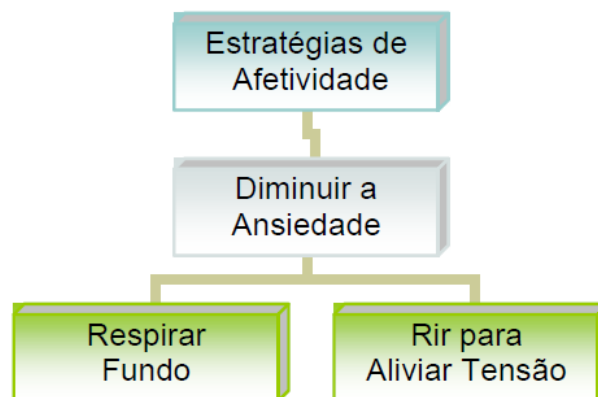 Estratégias de
Afetividade
Diminuir a
Ansiedade
Respirar
Fundo
Rir para
Aliviar Tensão